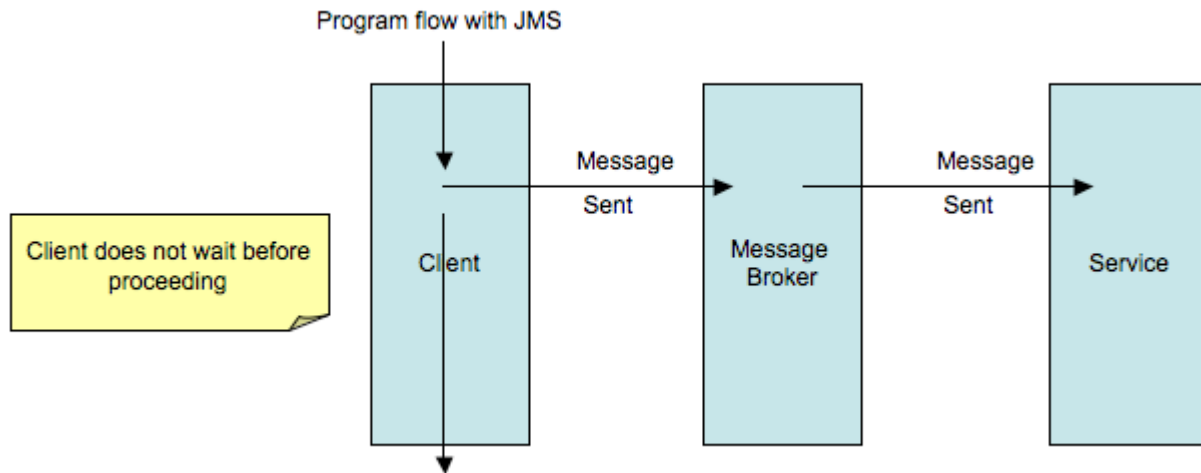 Program flow with JMS
Message
Sent
Message
Sent
Client does not wait before
proceeding
Client
Message
Broker
Service